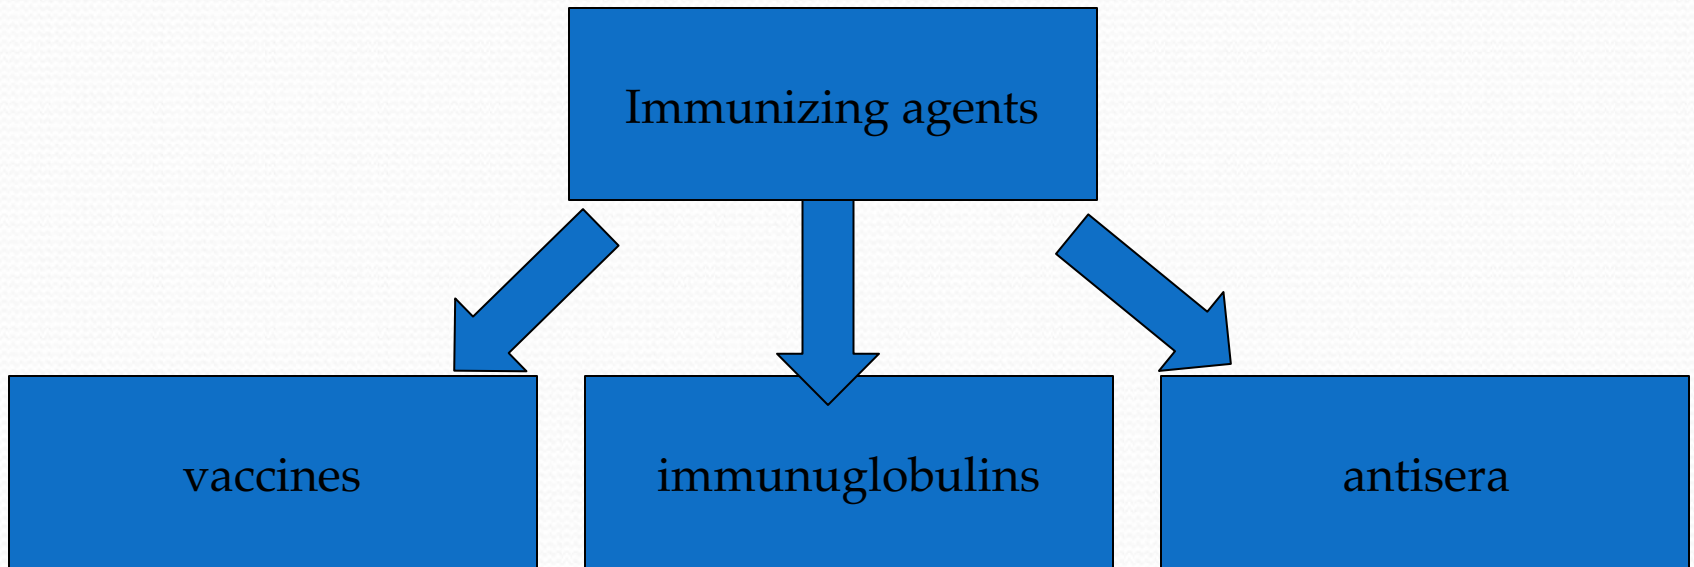 Immunizing agents
vaccines
immunuglobulins
antisera